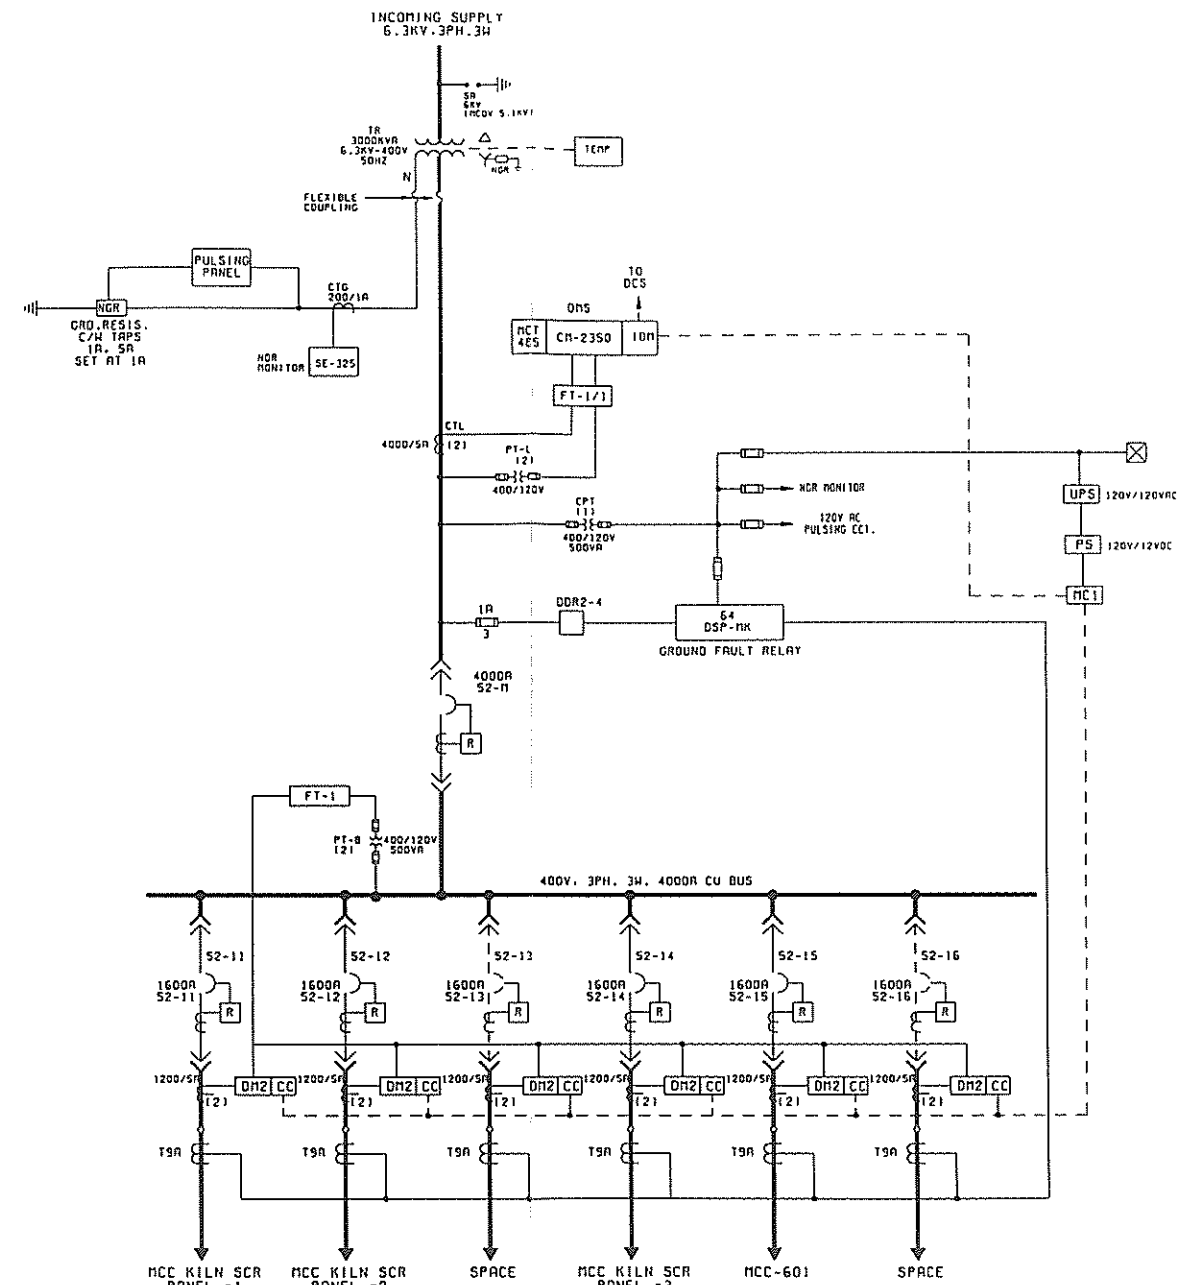 INCOMING SUPPLY
6.3KV.3PH.3W
SA
6KV
(MCOV 5.1KV)
TR
3000KVA
6.3KV-400V
50HZ
TEMP
NGR
N
FLEXIBLE
COUPLING
PULSING
PANEL
CTG
200/1A
NGR
GRD.RESIS.
C/W TAPS
1A, 5A
SET AT 1A
NGR
MONITOR
SE-325
TO
DCS
DMS
MCT
485
CM-2350
IOM
FT-1/1
CTL
4000/5A
(2)
PT-L
(2)
400/120V
CPT
(1)
400/120V
500VA
NGR MONITOR
120V AC
PULSING CCT.
UPS
120V/120VAC
PS
120V/12VDC
MC1
1A
3
DDR2-4
64
DSP-MK
GROUND FAULT RELAY
4000A
52-M
R
FT-1
PT-B
(2)
400/120V
500VA
400V, 3PH, 3W, 4000A CU BUS
52-11 52-12 52-13 52-14 52-15 52-16
1600A 1600A 1600A 1600A 1600A 1600A
52-11 52-12 52-13 52-14 52-15 52-16
R R R R R R
1200/5A 1200/5A 1200/5A 1200/5A 1200/5A 1200/5A
DM2 CC DM2 CC DM2 CC DM2 CC DM2 CC DM2 CC
(2) (2) (2) (2) (2) (2)
T9A T9A T9A T9A T9A T9A
MCC KILN SCR MCC KILN SCR SPACE MCC KILN SCR MCC-601 SPACE